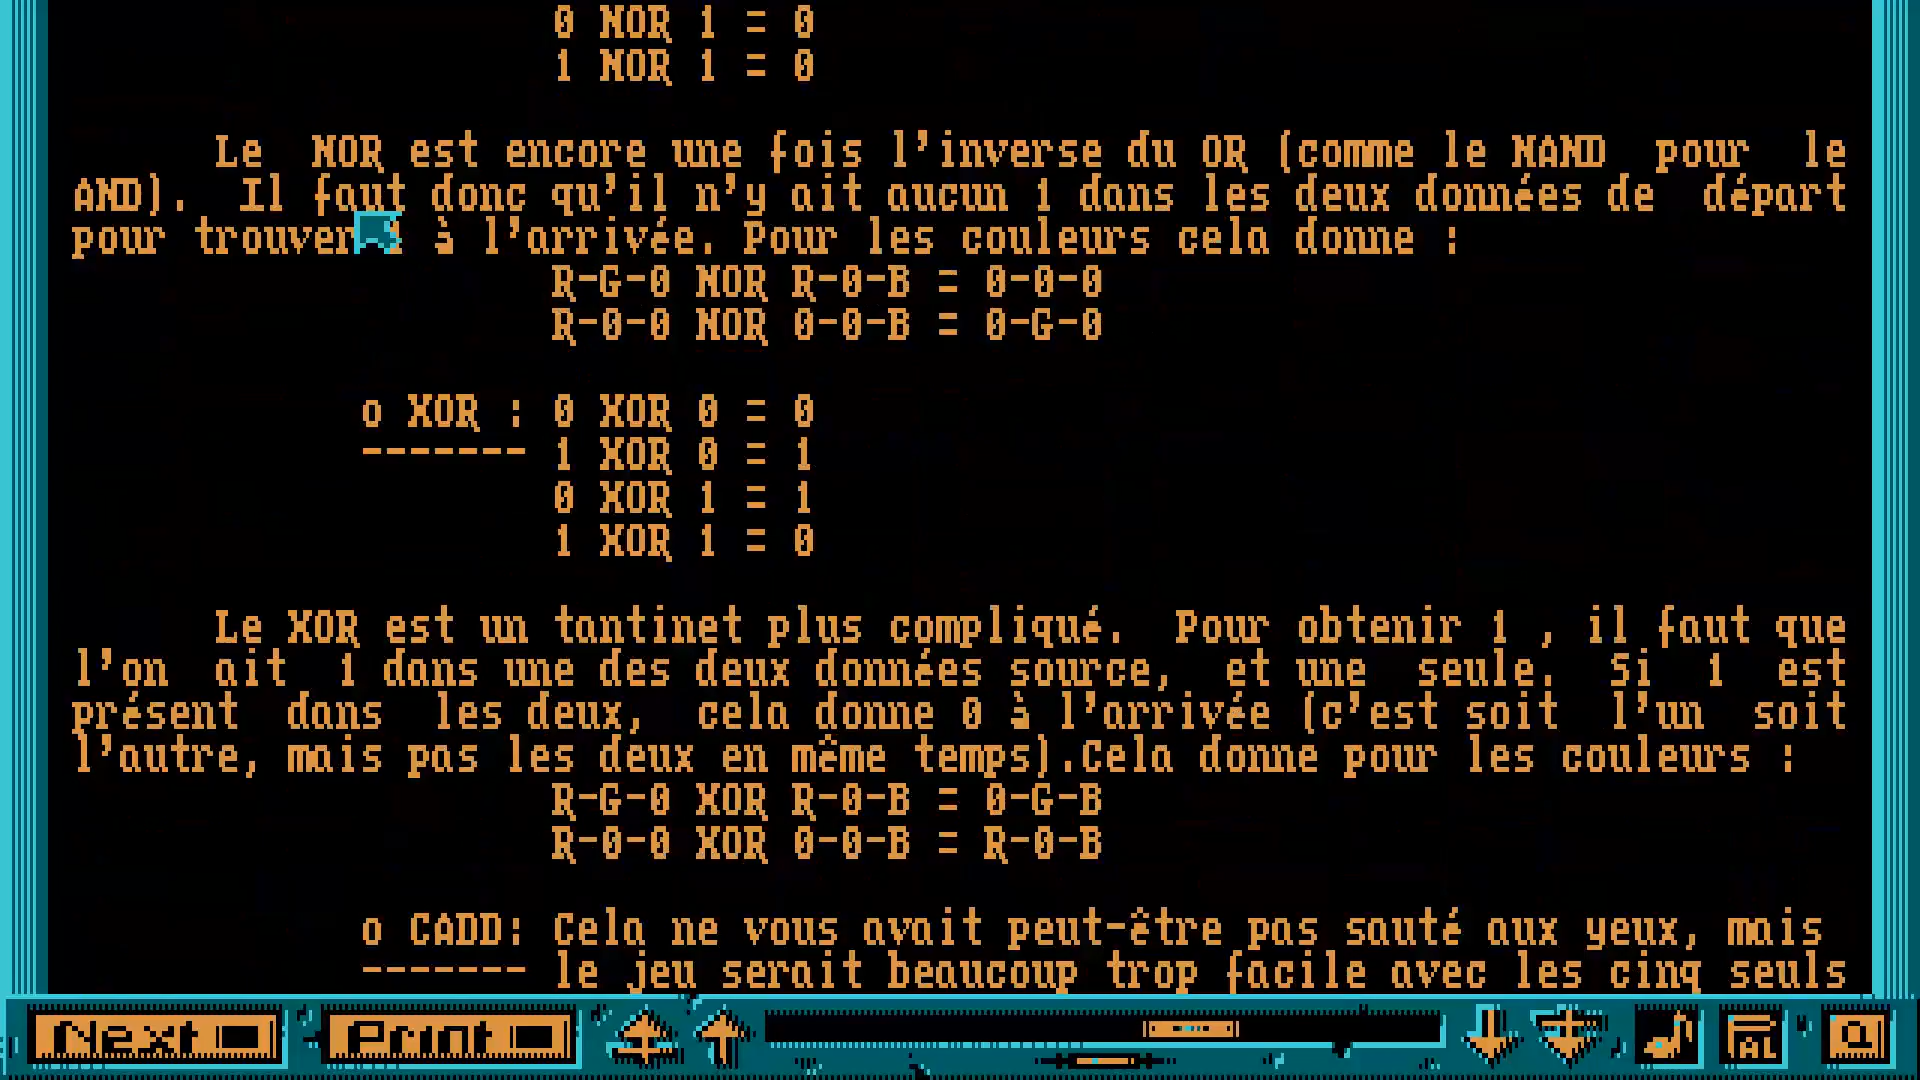 0 NOR 1 = 0
1 NOR 1 = 0
Le NOR est encore une fois l'inverse du OR (comme le NAND pour le
AND). Il faut donc qu'il n'y ait aucun 1 dans les deux données de départ
pour trouver à l'arrivée. Pour les couleurs cela donne :
R-G-0 NOR R-0-B = 0-0-0
R-0-0 NOR 0-0-B = 0-G-0
o XOR : 0 XOR 0 = 0
------- 1 XOR 0 = 1
0 XOR 1 = 1
1 XOR 1 = 0
Le XOR est un tantinet plus compliqué. Pour obtenir 1 , il faut que
l'on ait 1 dans une des deux données source, et une seule. Si 1 est
présent dans les deux, cela donne 0 à l'arrivée (c'est soit l'un soit
l'autre, mais pas les deux en même temps).Cela donne pour les couleurs :
R-G-0 XOR R-0-B = 0-G-B
R-0-0 XOR 0-0-B = R-0-B
o CADD: Cela ne vous avait peut-être pas sauté aux yeux, mais
------- le jeu serait beaucoup trop facile avec les cinq seuls
Next Print PAL